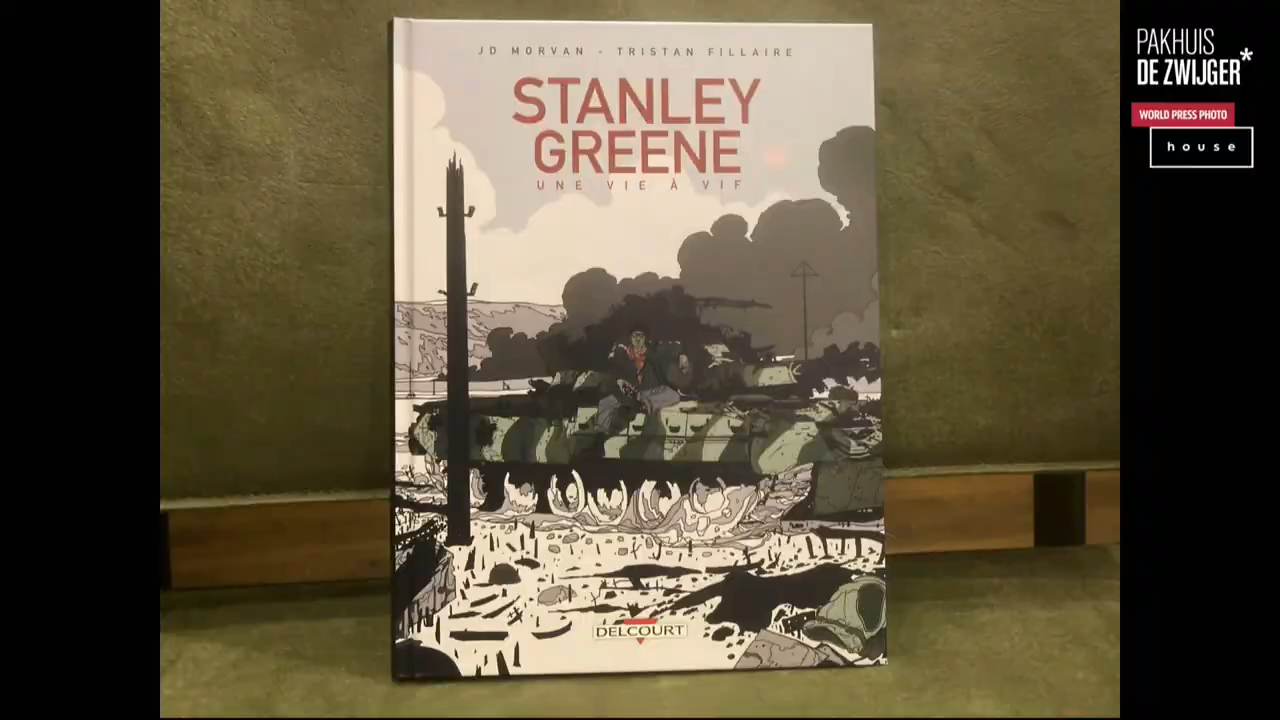 JD MORVAN - TRISTAN FILLAIRE
STANLEY
GREENE
UNE VIE À VIF
DELCOURT
PAKHUIS
DE ZWIJGER*
WORLD PRESS PHOTO
house